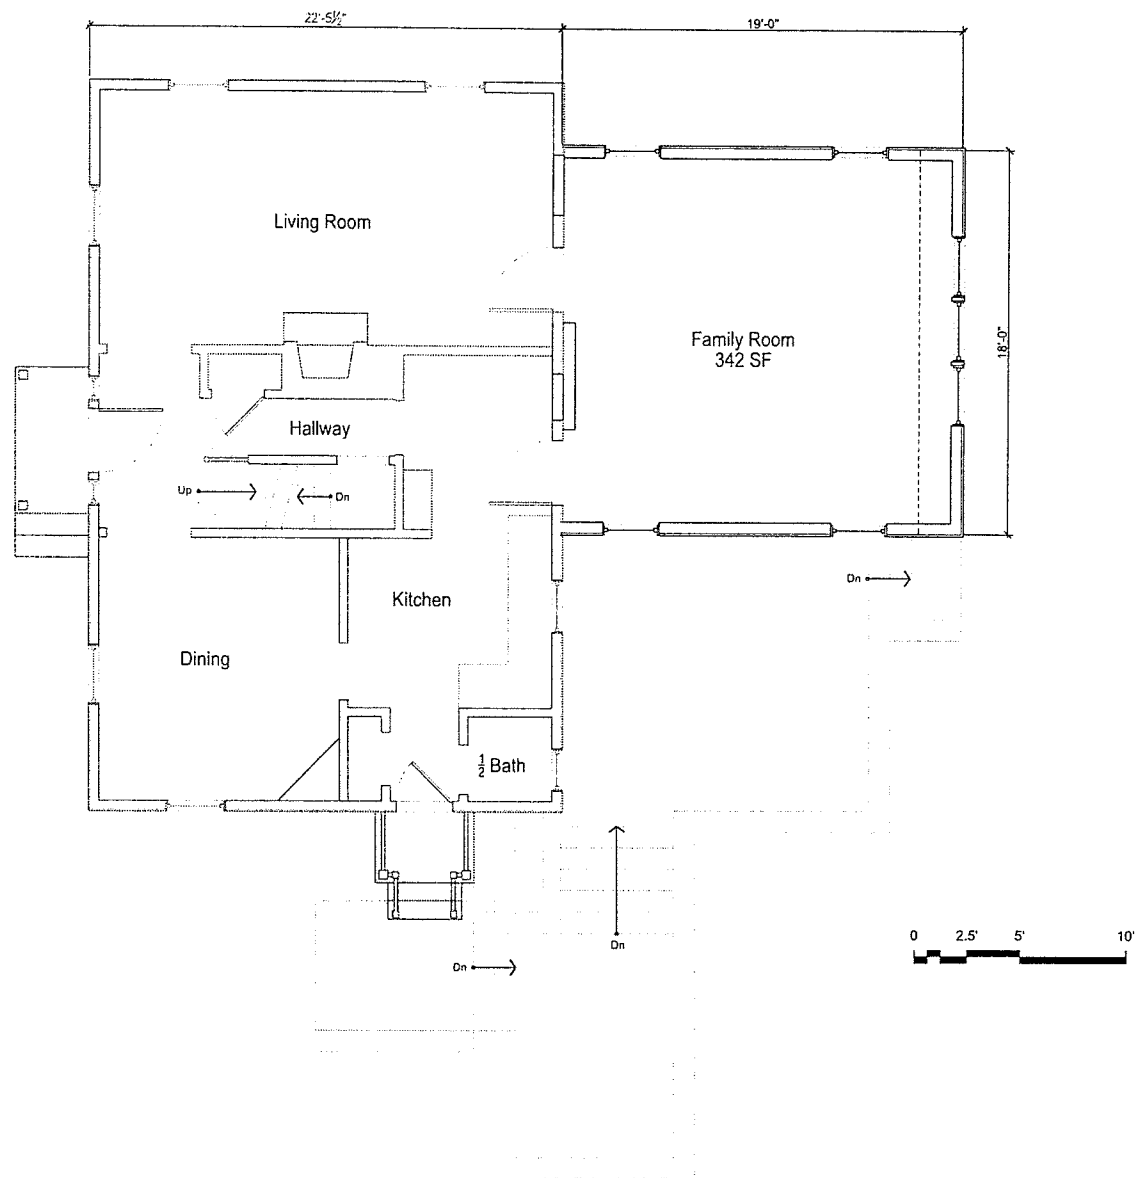 22'-5½"
19'-0"
Living Room
Family Room
342 SF
18'-0"
Hallway
Up
Dn
Dn
Kitchen
Dining
½ Bath
Dn
Dn
0 2.5' 5' 10'